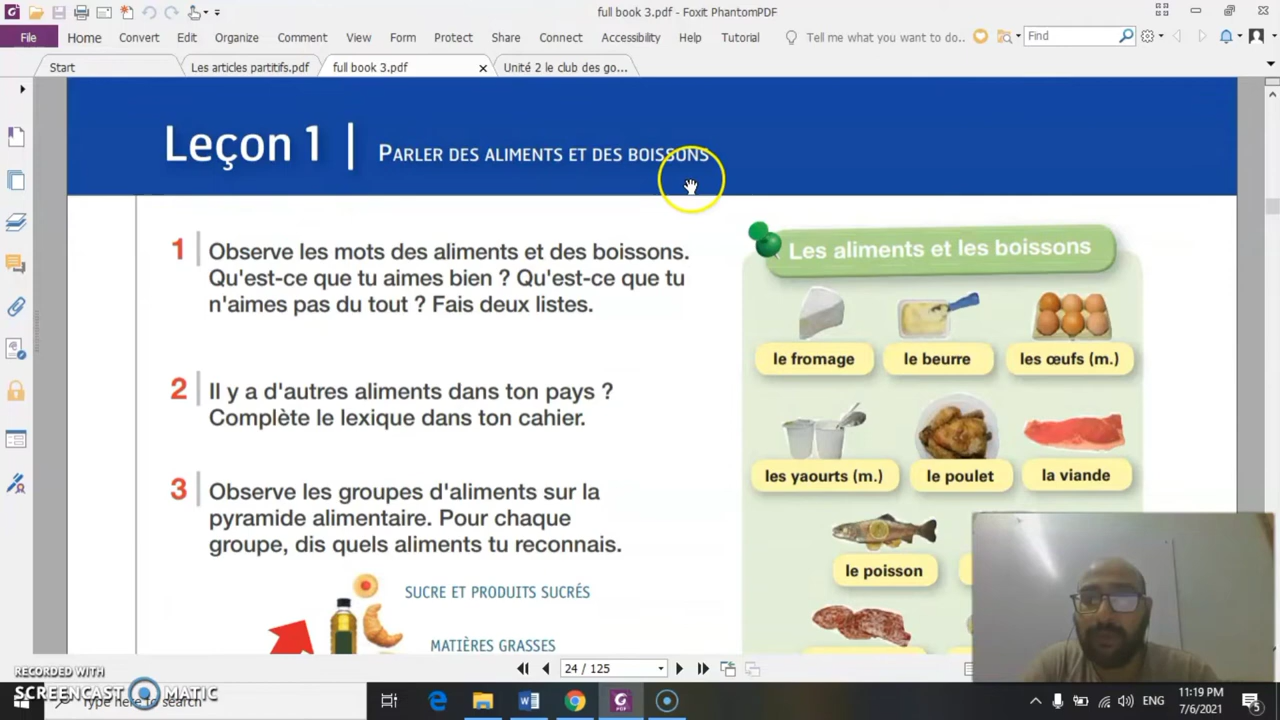 full book 3.pdf - Foxit PhantomPDF
File Home Convert Edit Organize Comment View Form Protect Share Connect Accessibility Help Tutorial Tell me what you want to do.. Find
Start Les articles partitifs.pdf full book 3.pdf Unité 2 le club des go...
Leçon 1 | PARLER DES ALIMENTS ET DES BOISSONS
1 Observe les mots des aliments et des boissons.
Qu'est-ce que tu aimes bien ? Qu'est-ce que tu
n'aimes pas du tout ? Fais deux listes.
2 Il y a d'autres aliments dans ton pays ?
Complète le lexique dans ton cahier.
3 Observe les groupes d'aliments sur la
pyramide alimentaire. Pour chaque
groupe, dis quels aliments tu reconnais.
SUCRE ET PRODUITS SUCRÉS
MATIÈRES GRASSES
Les aliments et les boissons
le fromage le beurre les œufs (m.)
les yaourts (m.) le poulet la viande
le poisson
24 / 125
RECORDED WITH
SCREENCAST MATIC
Type here to search
ENG
11:19 PM
7/6/2021
5